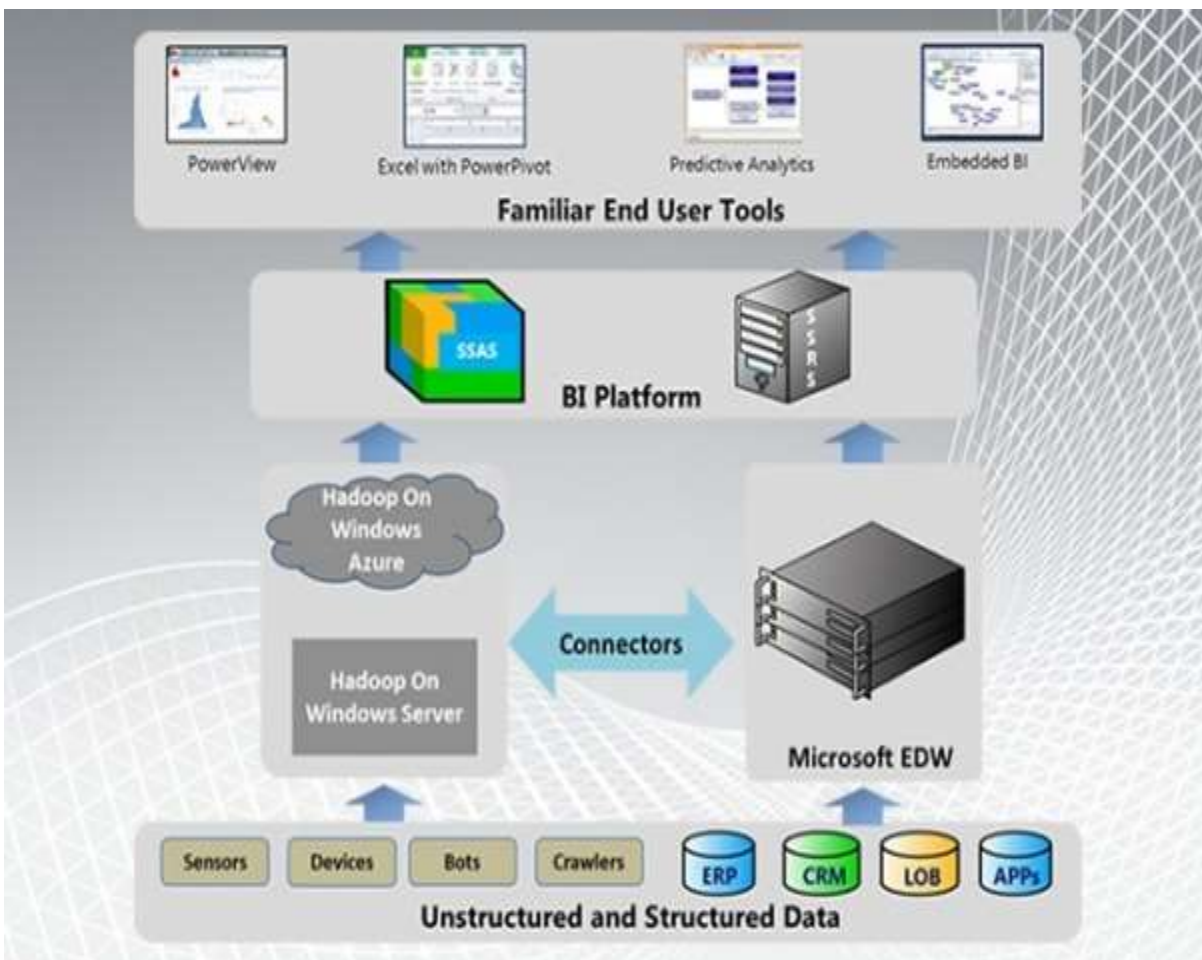 PowerView
Excel with PowerPivot
Predictive Analytics
Embedded BI
Familiar End User Tools
SSAS
SSRS
BI Platform
Hadoop On
Windows
Azure
Hadoop On
Windows Server
Connectors
Microsoft EDW
Sensors
Devices
Bots
Crawlers
ERP
CRM
LOB
APPs
Unstructured and Structured Data